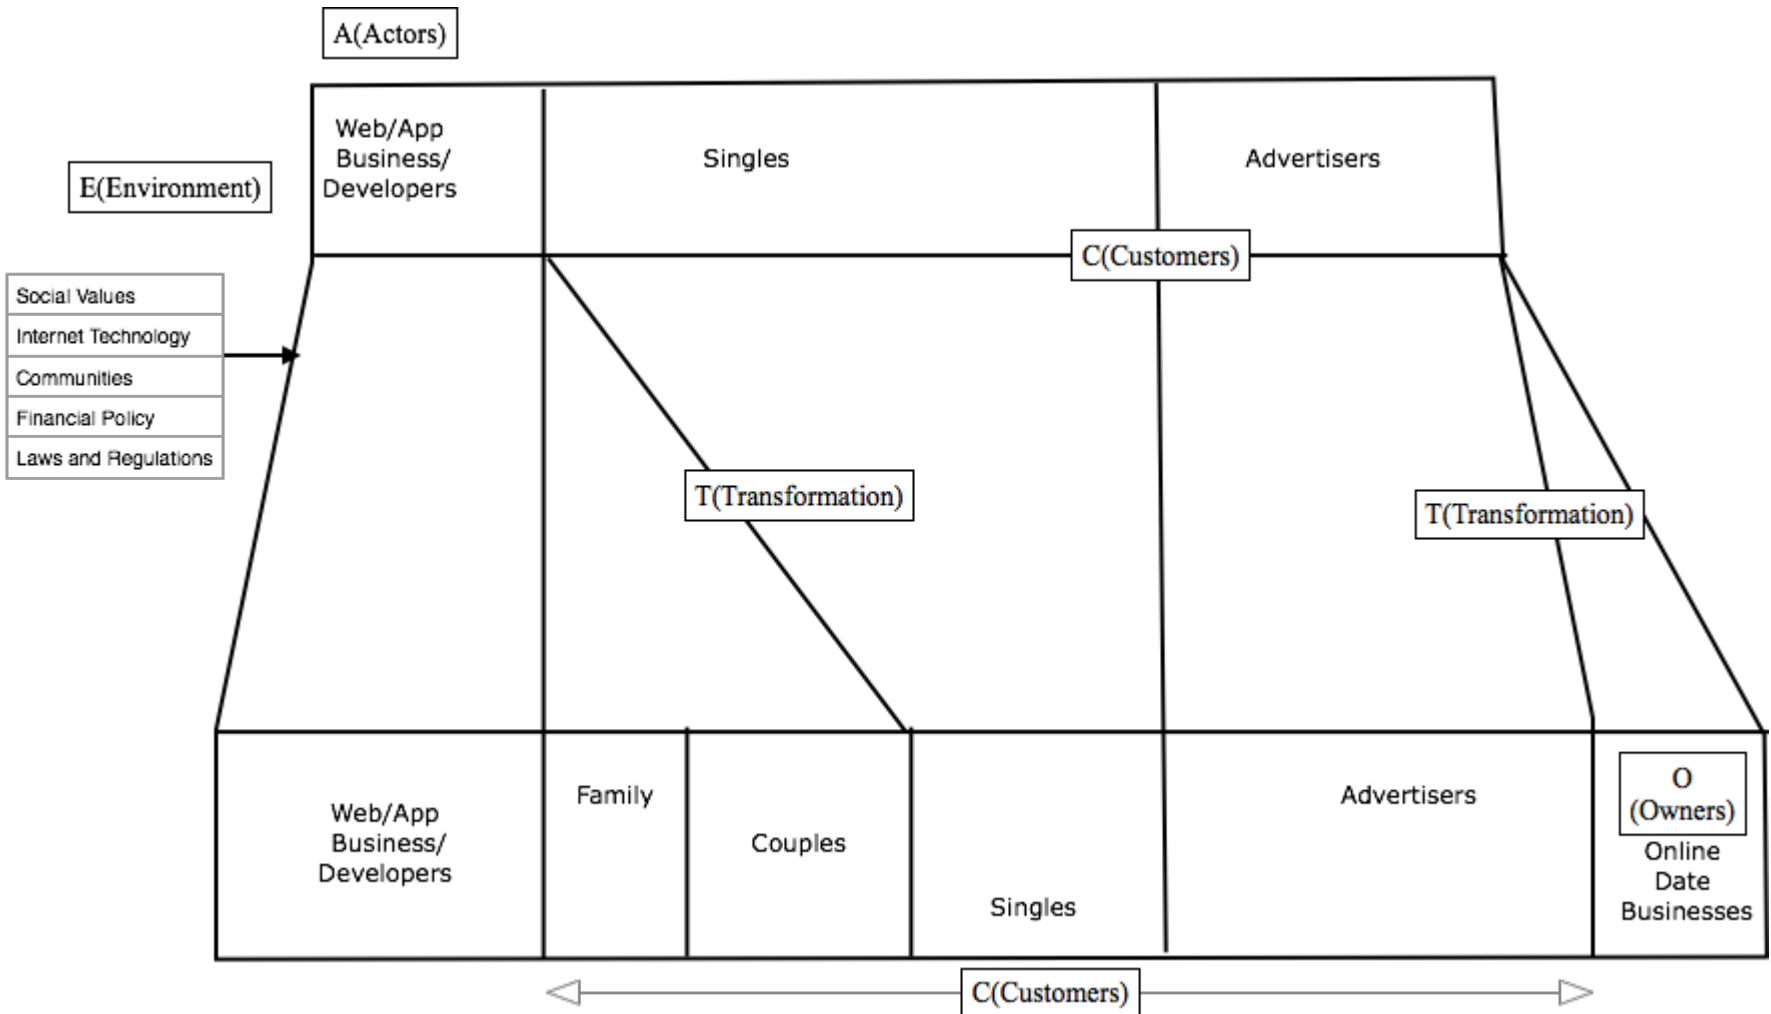 A(Actors)
Web/App
Business/
Developers
Singles
Advertisers
E(Environment)
C(Customers)
Social Values
Internet Technology
Communities
Financial Policy
Laws and Regulations
T(Transformation)
T(Transformation)
Web/App
Business/
Developers
Family
Couples
Singles
Advertisers
O
(Owners)
Online
Date
Businesses
C(Customers)